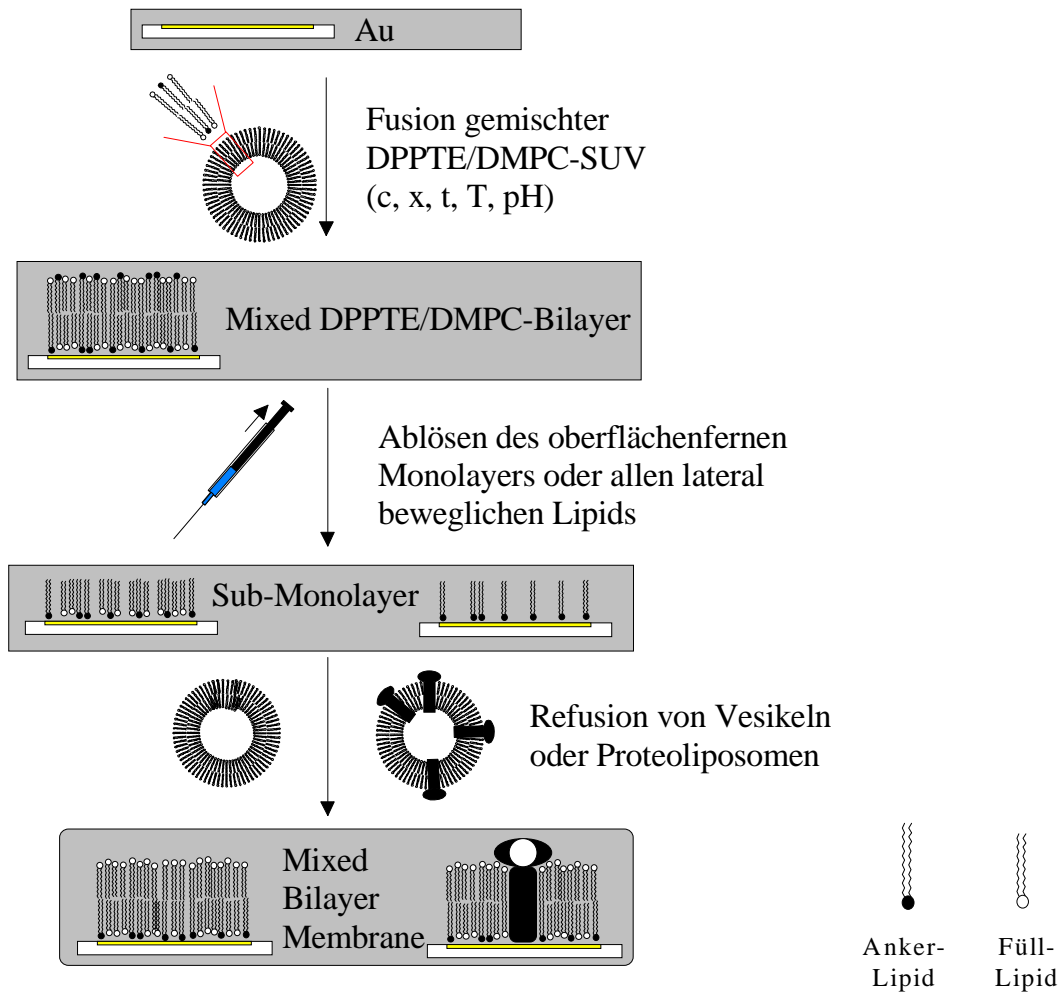 Au
Fusion gemischter
DPPTE/DMPC-SUV
(c, x, t, T, pH)
Mixed DPPTE/DMPC-Bilayer
Ablösen des oberflächenfernen
Monolayers oder allen lateral
beweglichen Lipids
Sub-Monolayer
Refusion von Vesikeln
oder Proteoliposomen
Mixed
Bilayer
Membrane
Anker-
Lipid
Füll-
Lipid